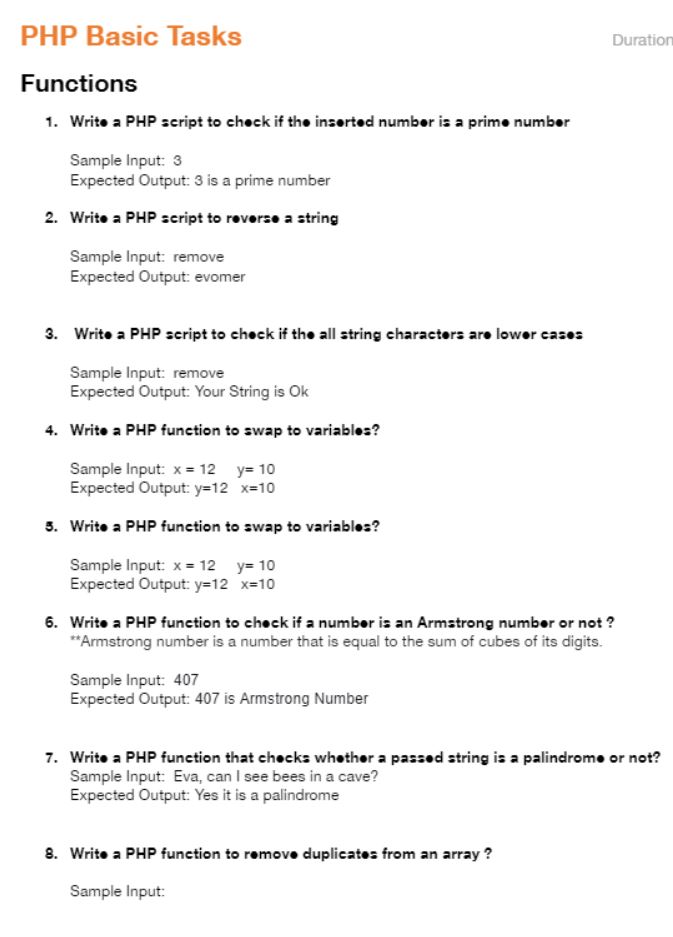 PHP Basic Tasks
Duration
Functions
1. Write a PHP script to check if the inserted number is a prime number
Sample Input: 3
Expected Output: 3 is a prime number
2. Write a PHP script to reverse a string
Sample Input: remove
Expected Output: evomer
3. Write a PHP script to check if the all string characters are lower cases
Sample Input: remove
Expected Output: Your String is Ok
4. Write a PHP function to swap to variables?
Sample Input: x = 12 y= 10
Expected Output: y=12 x=10
5. Write a PHP function to swap to variables?
Sample Input: x = 12 y= 10
Expected Output: y=12 x=10
6. Write a PHP function to check if a number is an Armstrong number or not ?
**Armstrong number is a number that is equal to the sum of cubes of its digits.
Sample Input: 407
Expected Output: 407 is Armstrong Number
7. Write a PHP function that checks whether a passed string is a palindrome or not?
Sample Input: Eva, can I see bees in a cave?
Expected Output: Yes it is a palindrome
8. Write a PHP function to remove duplicates from an array ?
Sample Input: